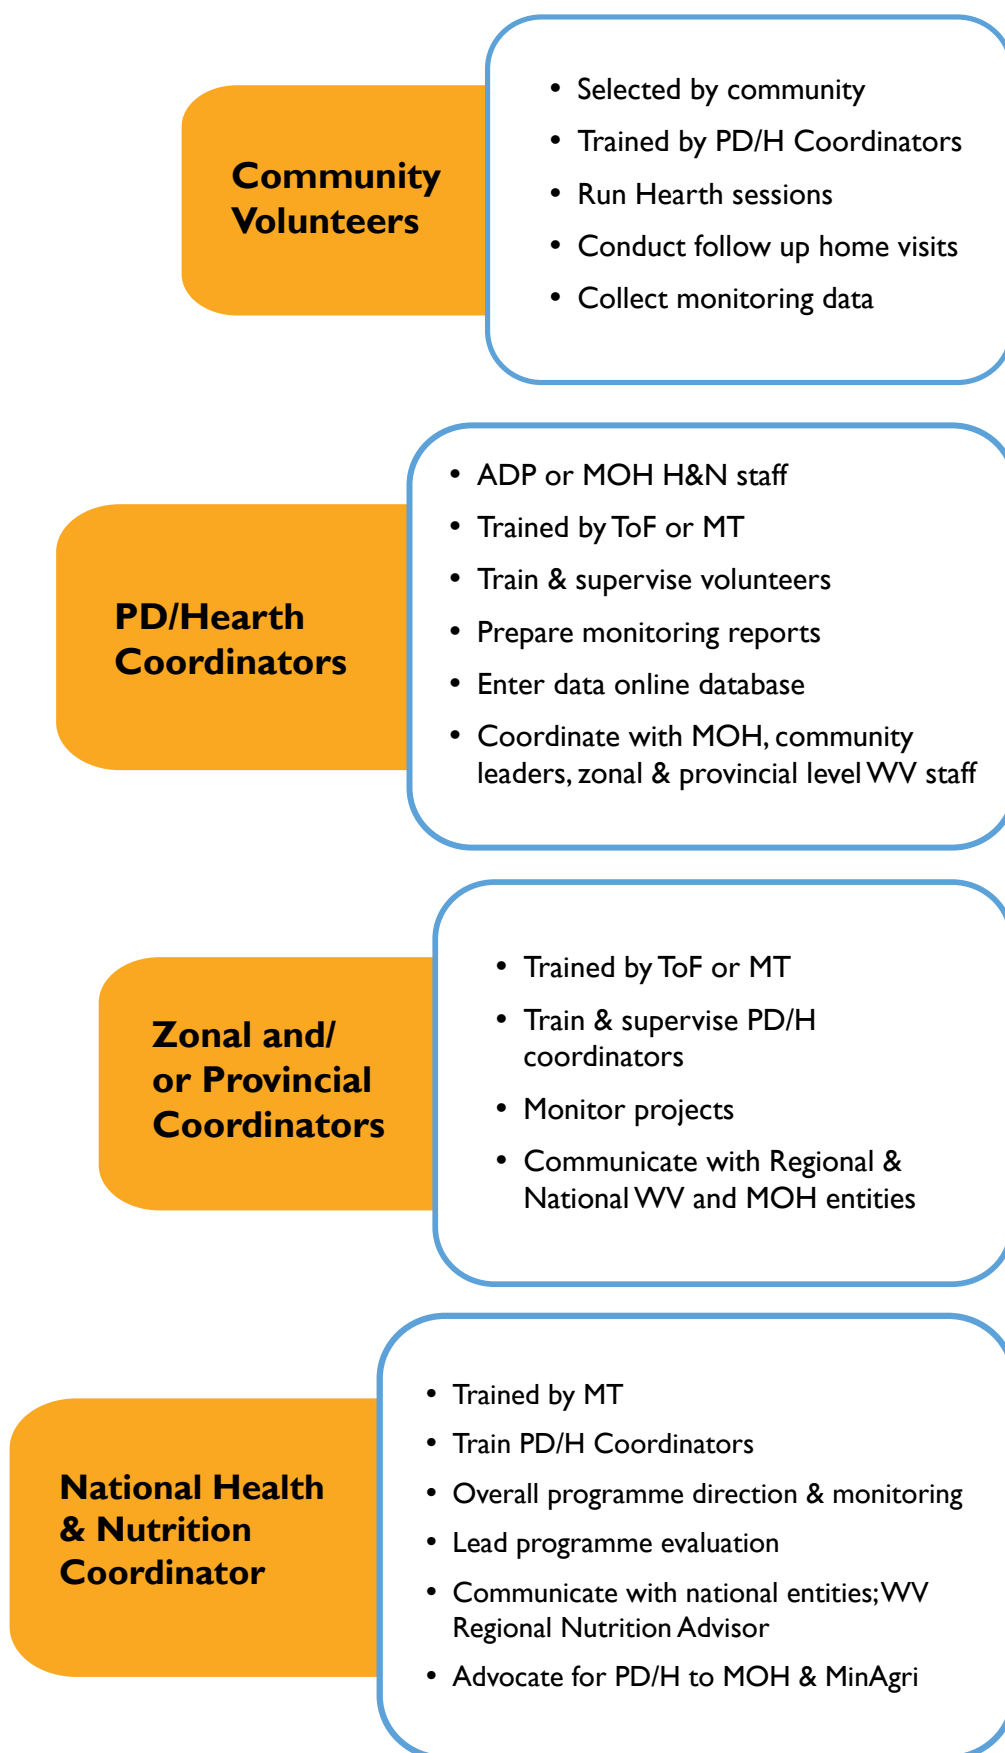 Community
Volunteers
• Selected by community
• Trained by PD/H Coordinators
• Run Hearth sessions
• Conduct follow up home visits
• Collect monitoring data
PD/Hearth
Coordinators
• ADP or MOH H&N staff
• Trained by ToF or MT
• Train & supervise volunteers
• Prepare monitoring reports
• Enter data online database
• Coordinate with MOH, community
leaders, zonal & provincial level WV staff
Zonal and/
or Provincial
Coordinators
• Trained by ToF or MT
• Train & supervise PD/H
coordinators
• Monitor projects
• Communicate with Regional &
National WV and MOH entities
National Health
& Nutrition
Coordinator
• Trained by MT
• Train PD/H Coordinators
• Overall programme direction & monitoring
• Lead programme evaluation
• Communicate with national entities; WV
Regional Nutrition Advisor
• Advocate for PD/H to MOH & MinAgri